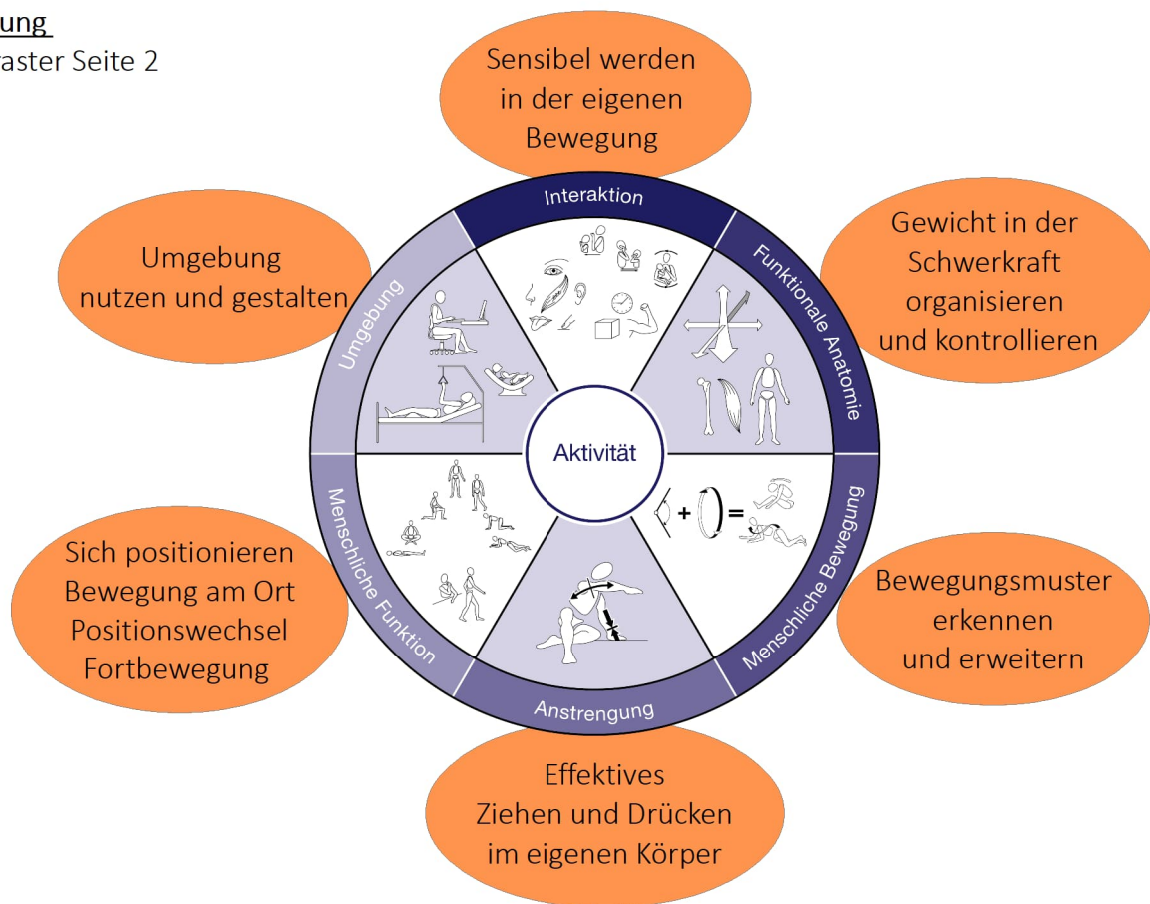 ung
raster Seite 2
Sensibel werden
in der eigenen
Bewegung
Umgebung
nutzen und gestalten
Gewicht in der
Schwerkraft
organisieren
und kontrollieren
Interaktion
Umgebung
Funktionale Anatomie
Aktivität
Menschliche Funktion
Menschliche Bewegung
+ =
Anstrengung
Sich positionieren
Bewegung am Ort
Positionswechsel
Fortbewegung
Bewegungsmuster
erkennen
und erweitern
Effektives
Ziehen und Drücken
im eigenen Körper